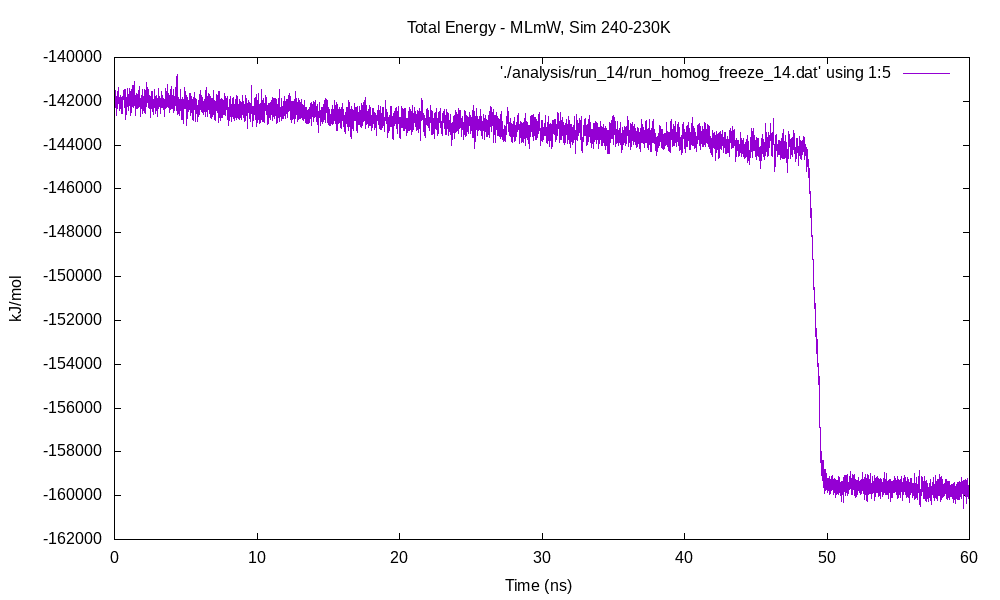 Total Energy - MLmW, Sim 240-230K
'./analysis/run_14/run_homog_freeze_14.dat' using 1:5
-140000
-142000
-144000
-146000
-148000
-150000
-152000
-154000
-156000
-158000
-160000
-162000
kJ/mol
0 10 20 30 40 50 60
Time (ns)